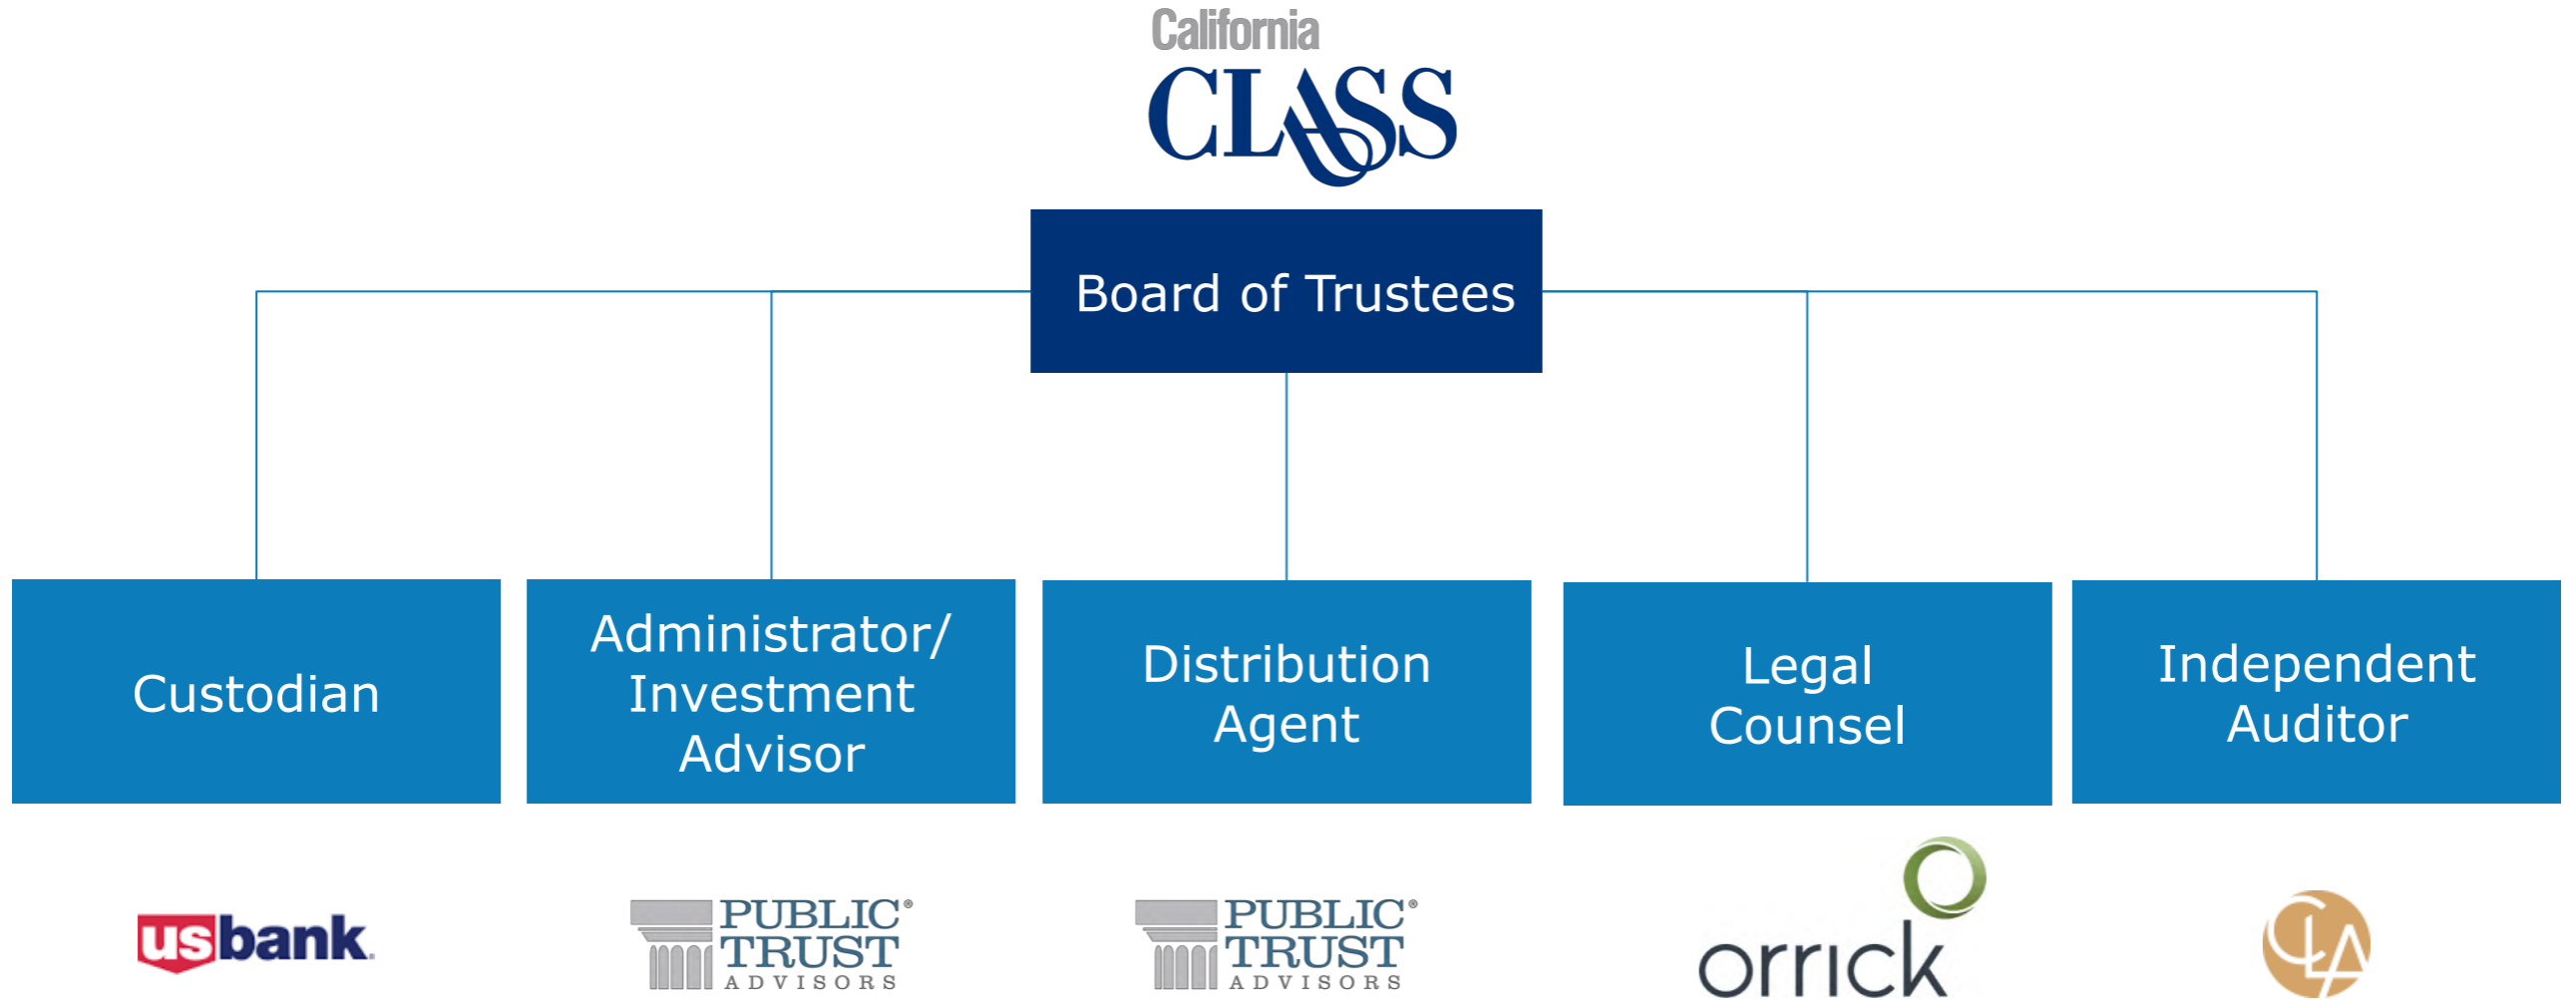 California
CLASS
Board of Trustees
Custodian
Administrator/
Investment
Advisor
Distribution
Agent
Legal
Counsel
Independent
Auditor
usbank.
PUBLIC®
TRUST
ADVISORS
PUBLIC®
TRUST
ADVISORS
orrick
CLA